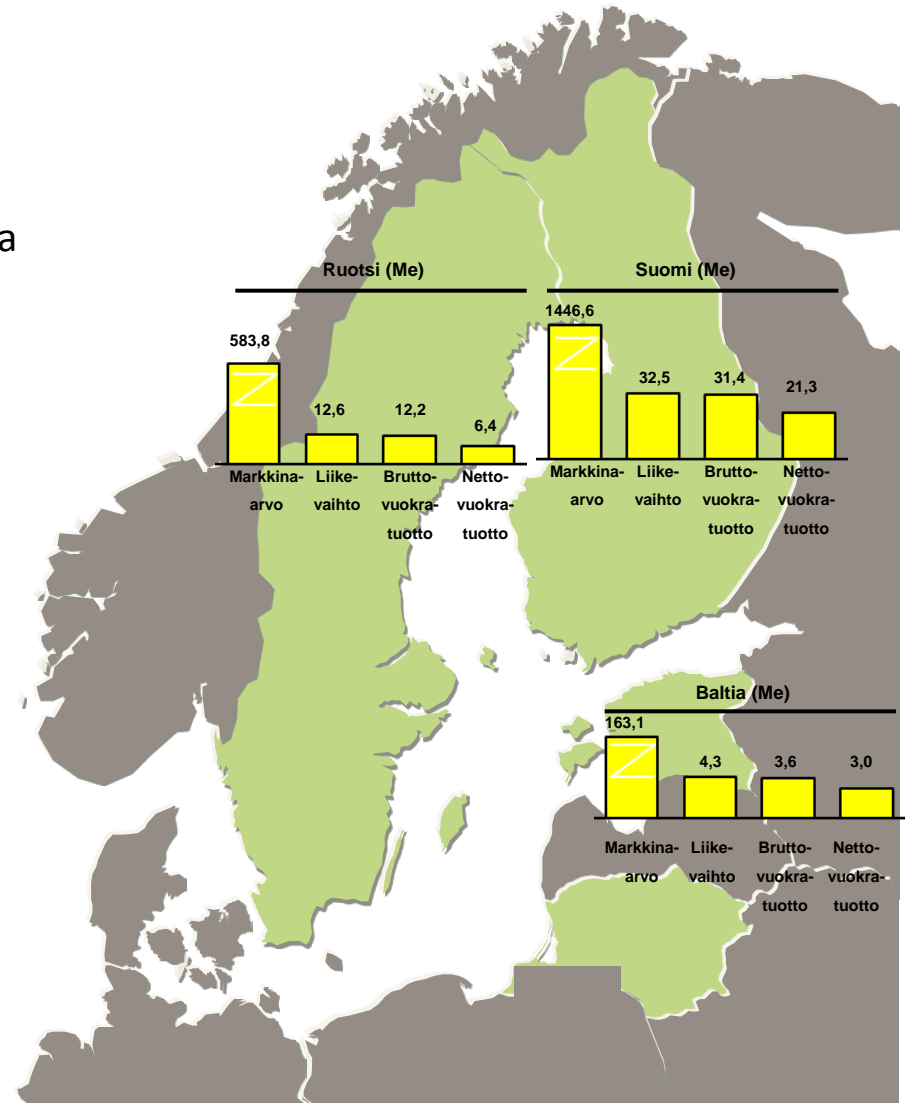 a
Ruotsi (Me)
583,8
12,6
12,2
6,4
Markkina-
arvo
Liike-
vaihto
Brutto-
vuokra-
tuotto
Netto-
vuokra-
tuotto
Suomi (Me)
1446,6
32,5
31,4
21,3
Markkina-
arvo
Liike-
vaihto
Brutto-
vuokra-
tuotto
Netto-
vuokra-
tuotto
Baltia (Me)
163,1
4,3
3,6
3,0
Markkina-
arvo
Liike-
vaihto
Brutto-
vuokra-
tuotto
Netto-
vuokra-
tuotto